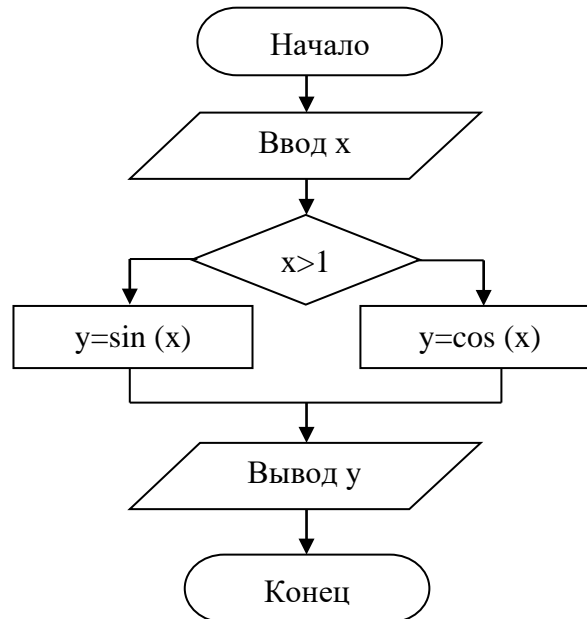 Начало
Ввод x
x>1
y=sin (x)
y=cos (x)
Вывод y
Конец